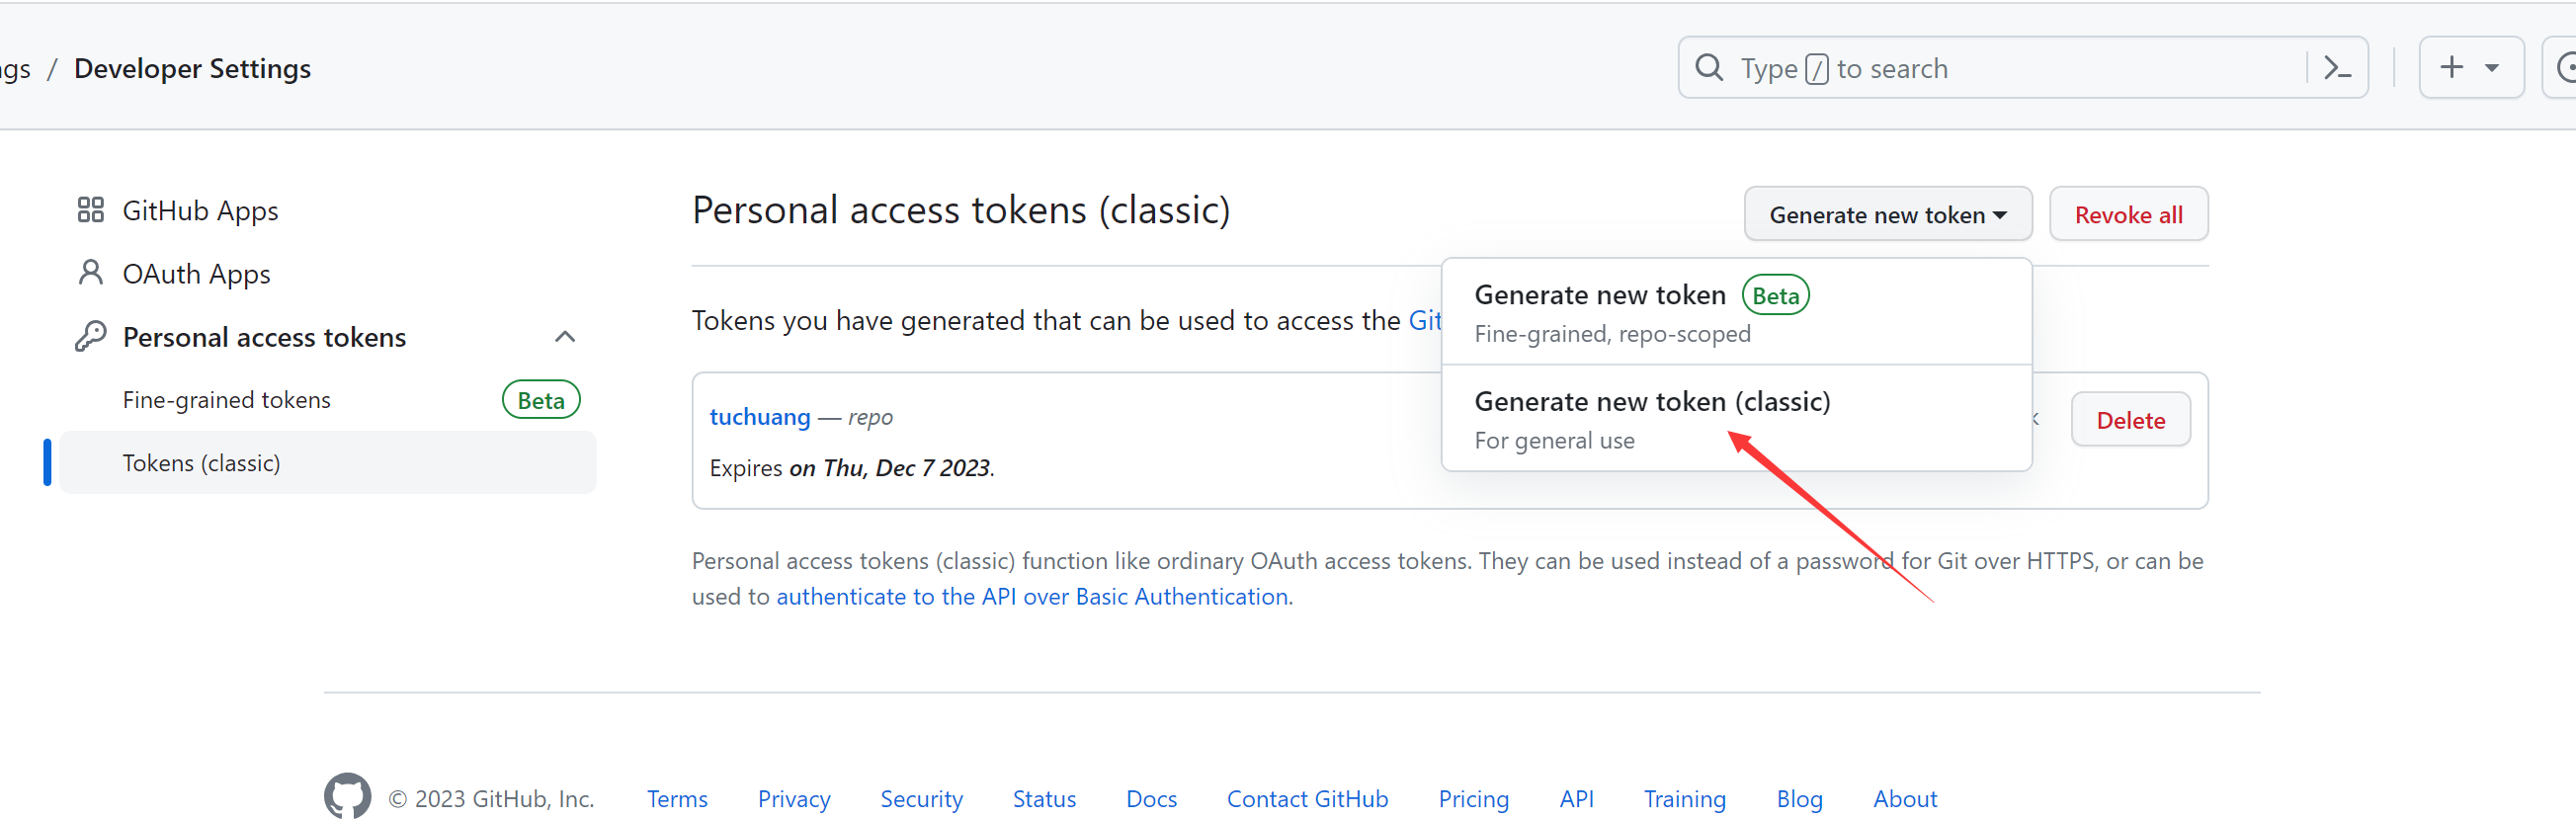 / Developer Settings
Type / to search
GitHub Apps
OAuth Apps
Personal access tokens
Fine-grained tokens Beta
Tokens (classic)
Personal access tokens (classic)
Generate new token
Revoke all
Generate new token Beta
Fine-grained, repo-scoped
Generate new token (classic)
For general use
Tokens you have generated that can be used to access the Git
tuchuang — repo
Delete
Expires on Thu, Dec 7 2023.
Personal access tokens (classic) function like ordinary OAuth access tokens. They can be used instead of a password for Git over HTTPS, or can be
used to authenticate to the API over Basic Authentication.
© 2023 GitHub, Inc. Terms Privacy Security Status Docs Contact GitHub Pricing API Training Blog About